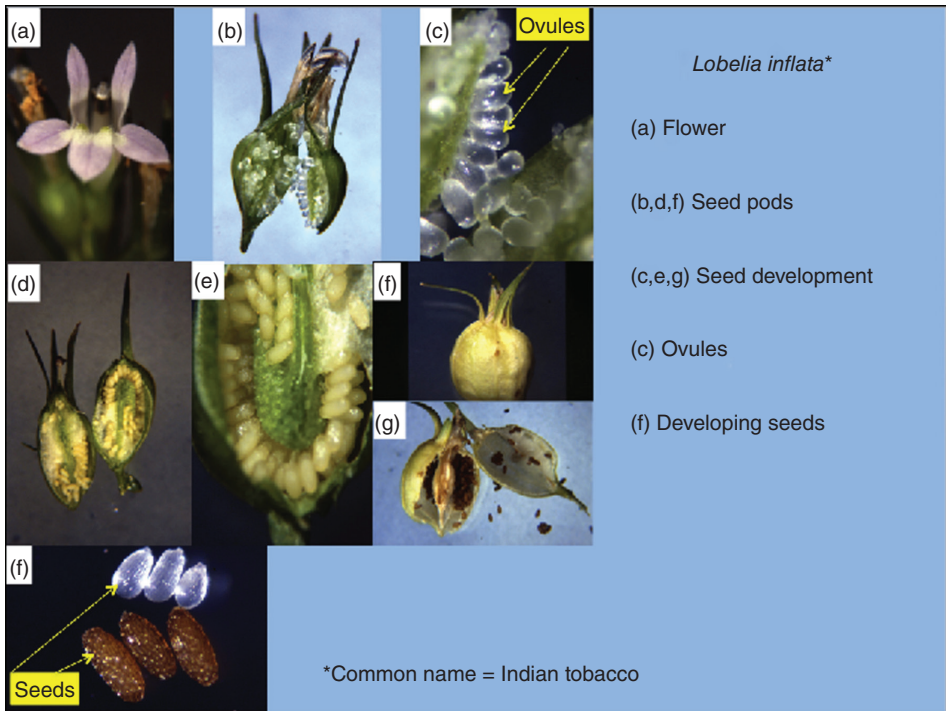 (a)
(b)
(c)
Ovules
Lobelia inflata*
(a) Flower
(b,d,f) Seed pods
(c,e,g) Seed development
(c) Ovules
(f) Developing seeds
(d)
(e)
(f)
(g)
(f)
Seeds
*Common name = Indian tobacco